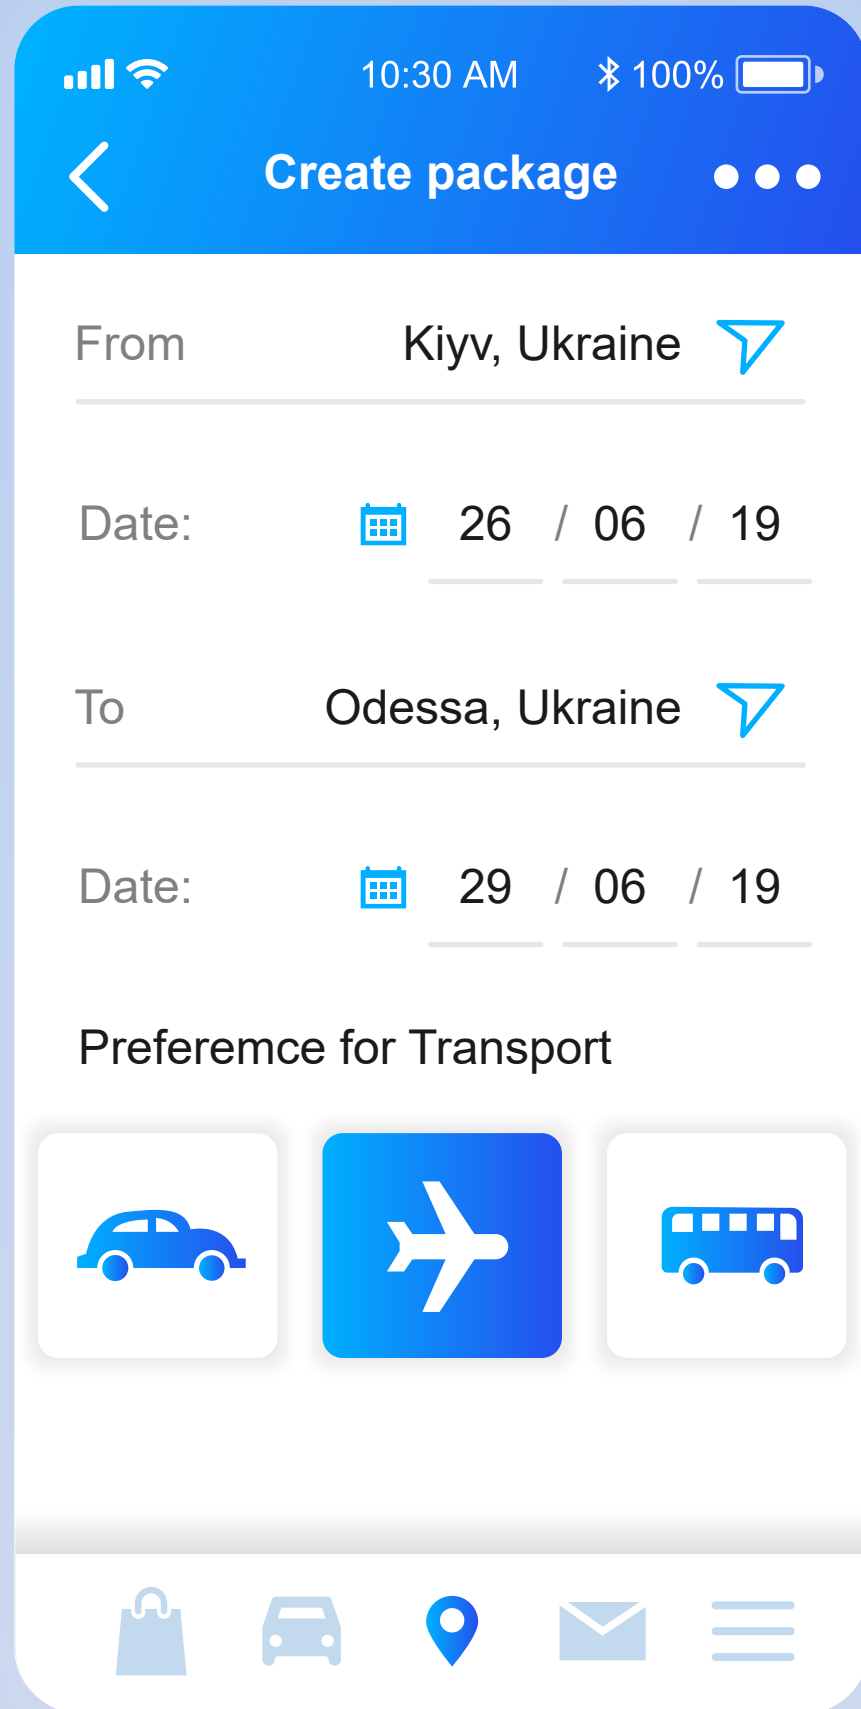 10:30 AM 100%
Create package
From Kiyv, Ukraine
Date: 26 / 06 / 19
To Odessa, Ukraine
Date: 29 / 06 / 19
Preferemce for Transport